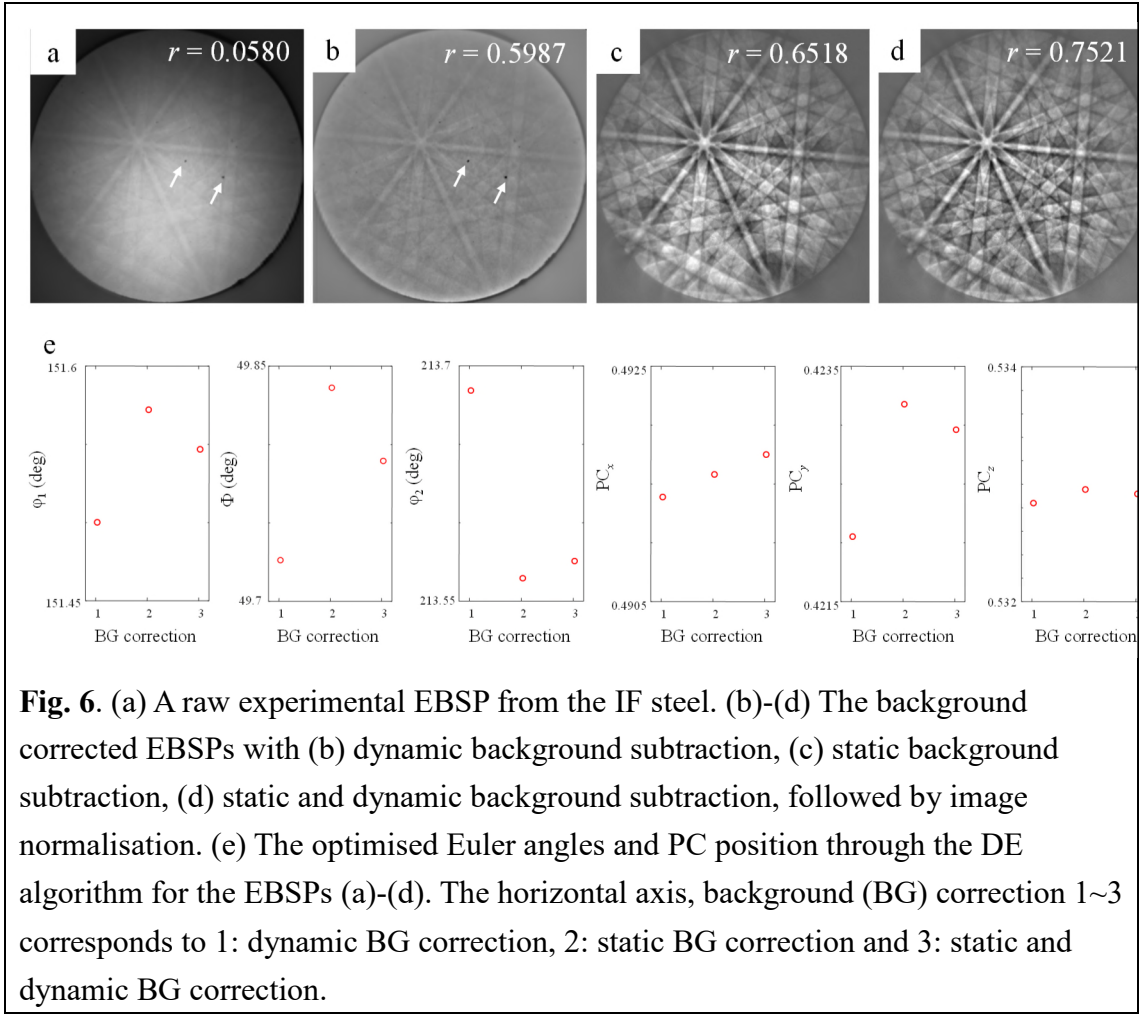 a r = 0.0580 b r = 0.5987 c r = 0.6518 d r = 0.7521
e
151.6 49.85 213.7 0.4925 0.4235 0.534
φ1 (deg) Φ (deg) φ2 (deg) PCx PCy PCz
151.45 49.7 213.55 0.4905 0.4215 0.532
1 2 3 1 2 3 1 2 3 1 2 3 1 2 3 1 2 3
BG correction BG correction BG correction BG correction BG correction BG correction
Fig. 6. (a) A raw experimental EBSP from the IF steel. (b)-(d) The background
corrected EBSPs with (b) dynamic background subtraction, (c) static background
subtraction, (d) static and dynamic background subtraction, followed by image
normalisation. (e) The optimised Euler angles and PC position through the DE
algorithm for the EBSPs (a)-(d). The horizontal axis, background (BG) correction 1~3
corresponds to 1: dynamic BG correction, 2: static BG correction and 3: static and
dynamic BG correction.